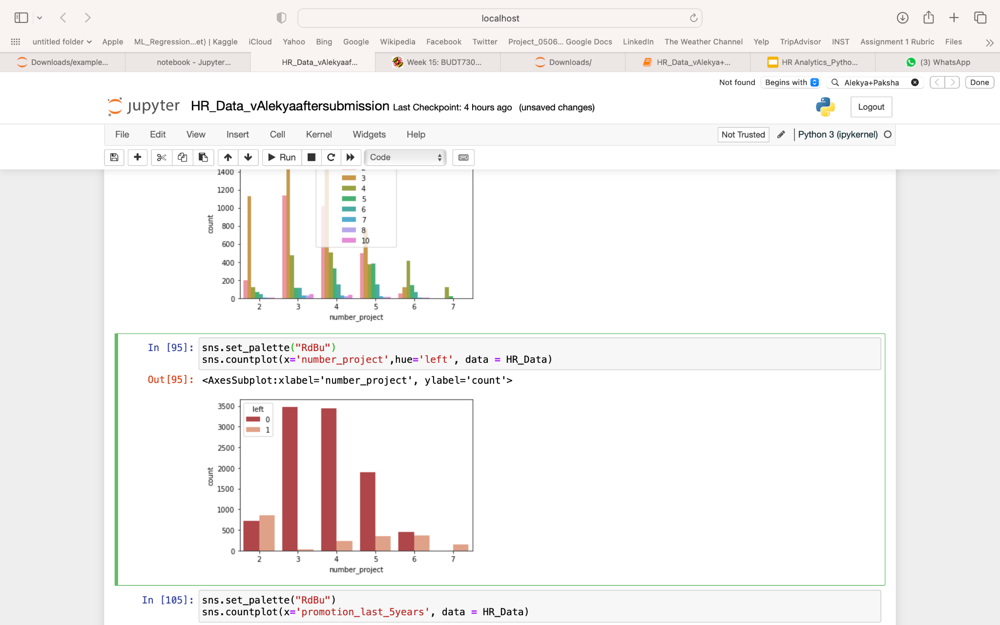 localhost
untitled folder Apple ML_Regression...et) | Kaggle iCloud Yahoo Bing Google Wikipedia Facebook Twitter Project_0506... Google Docs LinkedIn The Weather Channel Yelp TripAdvisor INST Assignment 1 Rubric Files
Downloads/example... notebook - Jupyter... HR_Data_vAlekyaaf... Week 15: BUDT730... Downloads/ HR_Data_vAlekya+... HR Analytics_Pytho... (3) WhatsApp
Not found Begins with Alekya+Paksha Done
jupyter HR_Data_vAlekyaaftersubmission Last Checkpoint: 4 hours ago (unsaved changes) Logout
File Edit View Insert Cell Kernel Widgets Help Not Trusted Python 3 (ipykernel)
Run Code
1400
1200
1000
800
600
400
200
0
count
3
4
5
6
7
8
10
2 3 4 5 6 7
number_project
In [95]: sns.set_palette("RdBu")
sns.countplot(x='number_project',hue='left', data = HR_Data)
Out[95]: <AxesSubplot:xlabel='number_project', ylabel='count'>
3500
3000
2500
2000
1500
1000
500
0
count
left
0
1
2 3 4 5 6 7
number_project
In [105]: sns.set_palette("RdBu")
sns.countplot(x='promotion_last_5years', data = HR_Data)